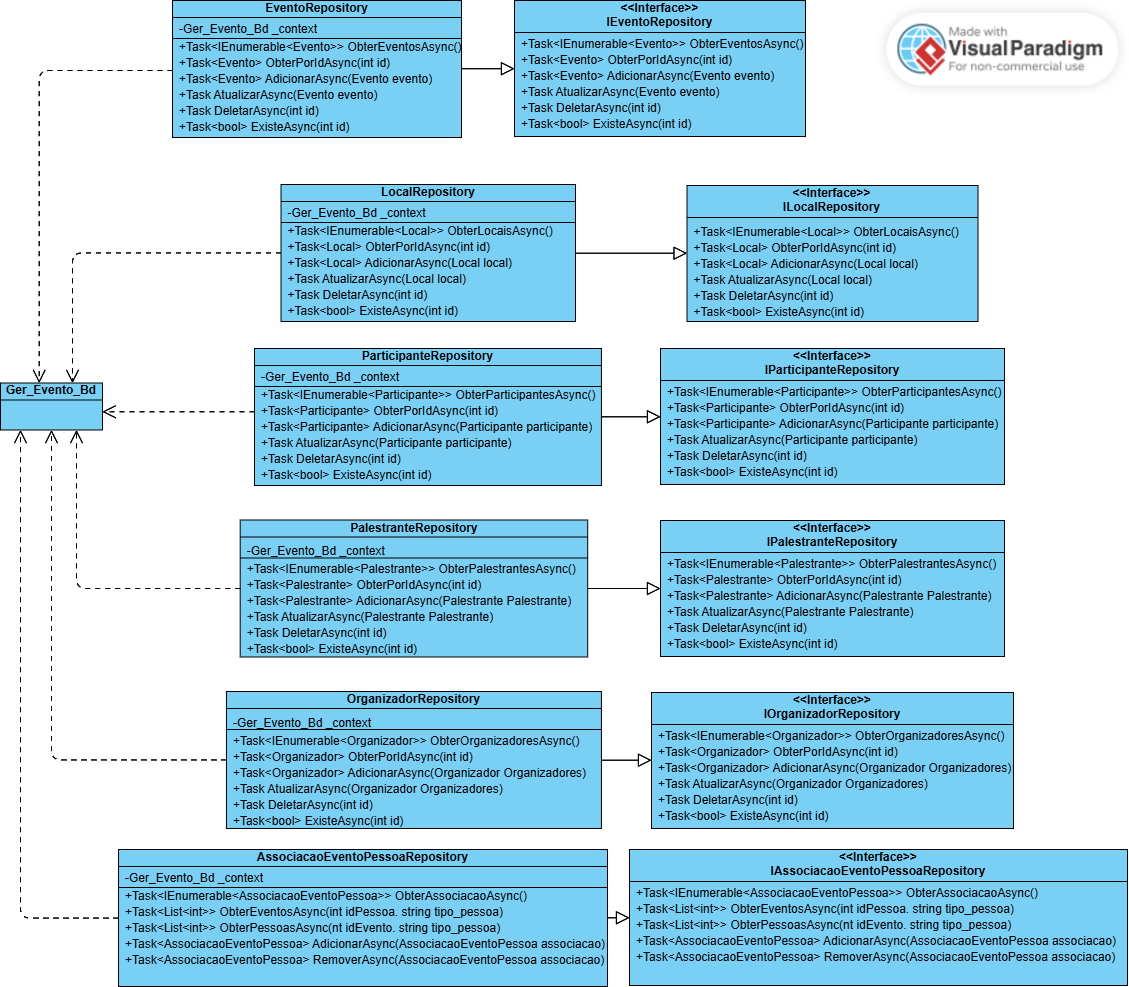 EventoRepository
-Ger_Evento_Bd _context
+Task<IEnumerable<Evento>> ObterEventosAsync()
+Task<Evento> ObterPorIdAsync(int id)
+Task<Evento> AdicionarAsync(Evento evento)
+Task AtualizarAsync(Evento evento)
+Task DeletarAsync(int id)
+Task<bool> ExisteAsync(int id)
<<Interface>>
IEventoRepository
+Task<IEnumerable<Evento>> ObterEventosAsync()
+Task<Evento> ObterPorIdAsync(int id)
+Task<Evento> AdicionarAsync(Evento evento)
+Task AtualizarAsync(Evento evento)
+Task DeletarAsync(int id)
+Task<bool> ExisteAsync(int id)
Made with
VisualParadigm
For non-commercial use
LocalRepository
-Ger_Evento_Bd _context
+Task<IEnumerable<Local>> ObterLocaisAsync()
+Task<Local> ObterPorIdAsync(int id)
+Task<Local> AdicionarAsync(Local local)
+Task AtualizarAsync(Local local)
+Task DeletarAsync(int id)
+Task<bool> ExisteAsync(int id)
<<Interface>>
ILocalRepository
+Task<IEnumerable<Local>> ObterLocaisAsync()
+Task<Local> ObterPorIdAsync(int id)
+Task<Local> AdicionarAsync(Local local)
+Task AtualizarAsync(Local local)
+Task DeletarAsync(int id)
+Task<bool> ExisteAsync(int id)
Ger_Evento_Bd
ParticipanteRepository
-Ger_Evento_Bd _context
+Task<IEnumerable<Participante>> ObterParticipantesAsync()
+Task<Participante> ObterPorIdAsync(int id)
+Task<Participante> AdicionarAsync(Participante participante)
+Task AtualizarAsync(Participante participante)
+Task DeletarAsync(int id)
+Task<bool> ExisteAsync(int id)
<<Interface>>
IParticipanteRepository
+Task<IEnumerable<Participante>> ObterParticipantesAsync()
+Task<Participante> ObterPorIdAsync(int id)
+Task<Participante> AdicionarAsync(Participante participante)
+Task AtualizarAsync(Participante participante)
+Task DeletarAsync(int id)
+Task<bool> ExisteAsync(int id)
PalestranteRepository
-Ger_Evento_Bd _context
+Task<IEnumerable<Palestrante>> ObterPalestrantesAsync()
+Task<Palestrante> ObterPorIdAsync(int id)
+Task<Palestrante> AdicionarAsync(Palestrante Palestrante)
+Task AtualizarAsync(Palestrante Palestrante)
+Task DeletarAsync(int id)
+Task<bool> ExisteAsync(int id)
<<Interface>>
IPalestranteRepository
+Task<IEnumerable<Palestrante>> ObterPalestrantesAsync()
+Task<Palestrante> ObterPorIdAsync(int id)
+Task<Palestrante> AdicionarAsync(Palestrante Palestrante)
+Task AtualizarAsync(Palestrante Palestrante)
+Task DeletarAsync(int id)
+Task<bool> ExisteAsync(int id)
OrganizadorRepository
-Ger_Evento_Bd _context
+Task<IEnumerable<Organizador>> ObterOrganizadoresAsync()
+Task<Organizador> ObterPorIdAsync(int id)
+Task<Organizador> AdicionarAsync(Organizador Organizadores)
+Task AtualizarAsync(Organizador Organizadores)
+Task DeletarAsync(int id)
+Task<bool> ExisteAsync(int id)
<<Interface>>
IOrganizadorRepository
+Task<IEnumerable<Organizador>> ObterOrganizadoresAsync()
+Task<Organizador> ObterPorIdAsync(int id)
+Task<Organizador> AdicionarAsync(Organizador Organizadores)
+Task AtualizarAsync(Organizador Organizadores)
+Task DeletarAsync(int id)
+Task<bool> ExisteAsync(int id)
AssociacaoEventoPessoaRepository
-Ger_Evento_Bd _context
+Task<IEnumerable<AssociacaoEventoPessoa>> ObterAssociacaoAsync()
+Task<List<int>> ObterEventosAsync(int idPessoa. string tipo_pessoa)
+Task<List<int>> ObterPessoasAsync(nt idEvento. string tipo_pessoa)
+Task<AssociacaoEventoPessoa> AdicionarAsync(AssociacaoEventoPessoa associacao)
+Task<AssociacaoEventoPessoa> RemoverAsync(AssociacaoEventoPessoa associacao)
<<Interface>>
IAssociacaoEventoPessoaRepository
+Task<IEnumerable<AssociacaoEventoPessoa>> ObterAssociacaoAsync()
+Task<List<int>> ObterEventosAsync(int idPessoa. string tipo_pessoa)
+Task<List<int>> ObterPessoasAsync(nt idEvento. string tipo_pessoa)
+Task<AssociacaoEventoPessoa> AdicionarAsync(AssociacaoEventoPessoa associacao)
+Task<AssociacaoEventoPessoa> RemoverAsync(AssociacaoEventoPessoa associacao)